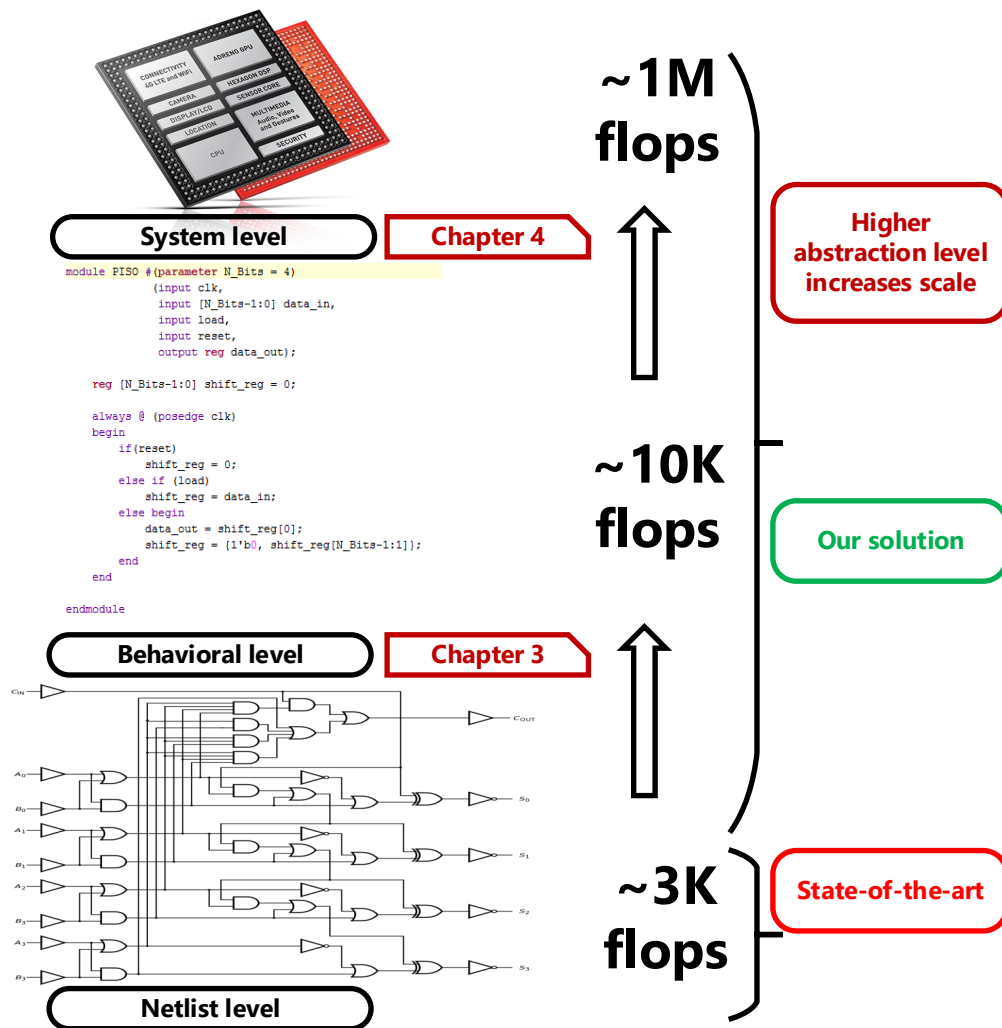 CONNECTIVITY
4G LTE and WiFi
ADRENO GPU
CAMERA
HEXAGON DSP
DISPLAY/LCD
SENSOR CORE
LOCATION
MULTIMEDIA
Audio, Video
and Gestures
CPU
SECURITY
~1M
flops
System level
Chapter 4
Higher
abstraction level
increases scale
module PISO #(parameter N_Bits = 4)
(input clk,
input [N_Bits-1:0] data_in,
input load,
input reset,
output reg data_out);
reg [N_Bits-1:0] shift_reg = 0;
always @ (posedge clk)
begin
if(reset)
shift_reg = 0;
else if (load)
shift_reg = data_in;
else begin
data_out = shift_reg[0];
shift_reg = {1'b0, shift_reg[N_Bits-1:1]};
end
end
endmodule
~10K
flops
Our solution
Behavioral level
Chapter 3
C_IN
C_OUT
A_0
B_0
S_0
A_1
B_1
S_1
A_2
B_3
S_2
A_3
B_3
S_3
~3K
flops
State-of-the-art
Netlist level